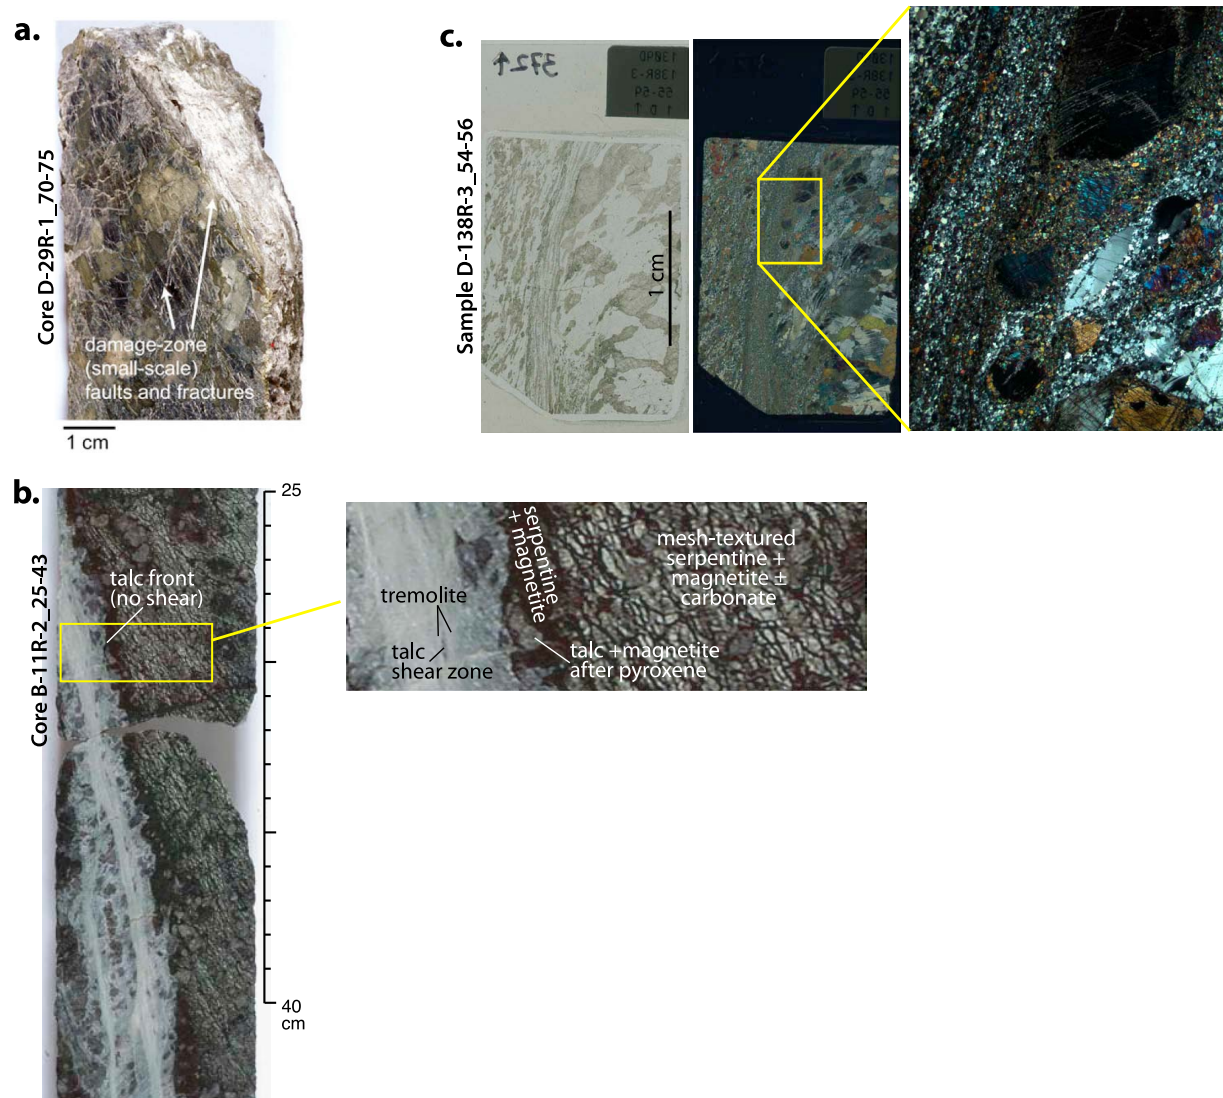 a.
Core D-29R-1_70-75
damage-zone
(small-scale)
faults and fractures
1 cm
c.
Sample D-138R-3_54-56
372↑
1 cm
b.
Core B-11R-2_25-43
talc front
(no shear)
25
40
cm
tremolite
talc
shear zone
serpentine
+ magnetite
talc +magnetite
after pyroxene
mesh-textured
serpentine +
magnetite ±
carbonate